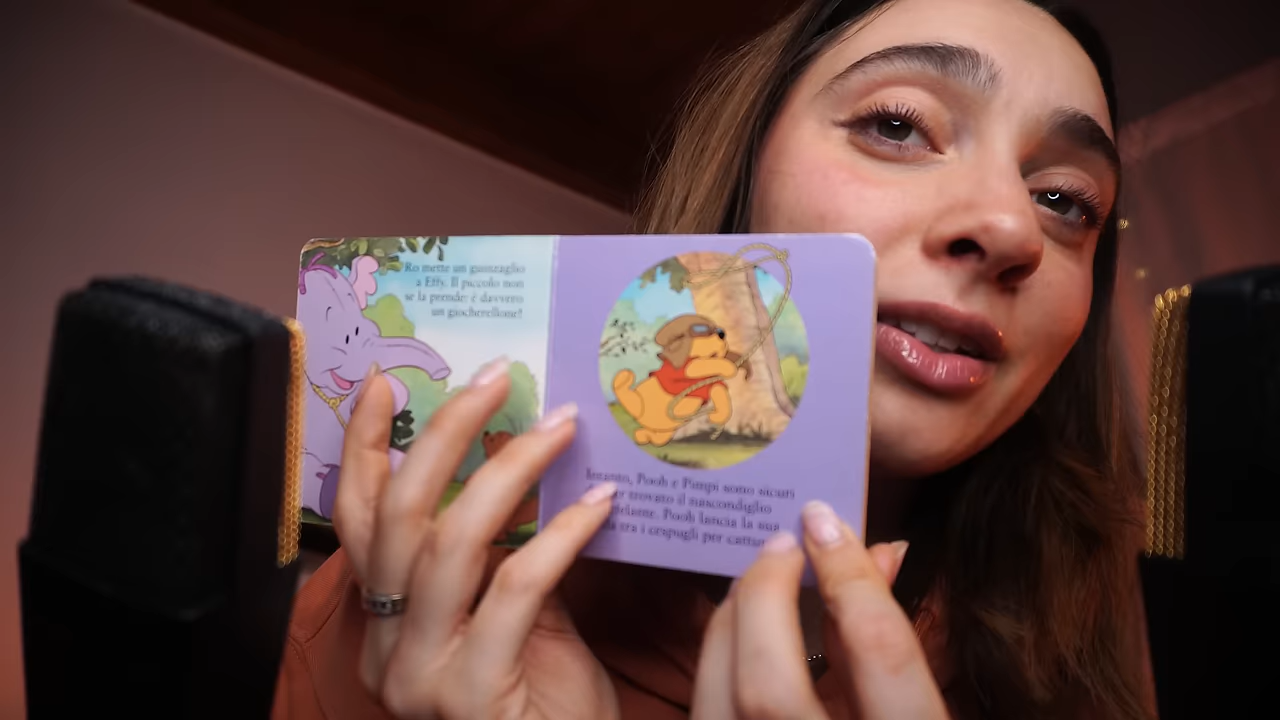 Ro mette un guinzaglio
a Effy. Il piccolo non
se la prende: è davvero
un giocherellone!
Intanto, Pooh e Pimpi sono sicuri
trovato il nascondiglio
Pooh lancia la sua
tra i cespugli per